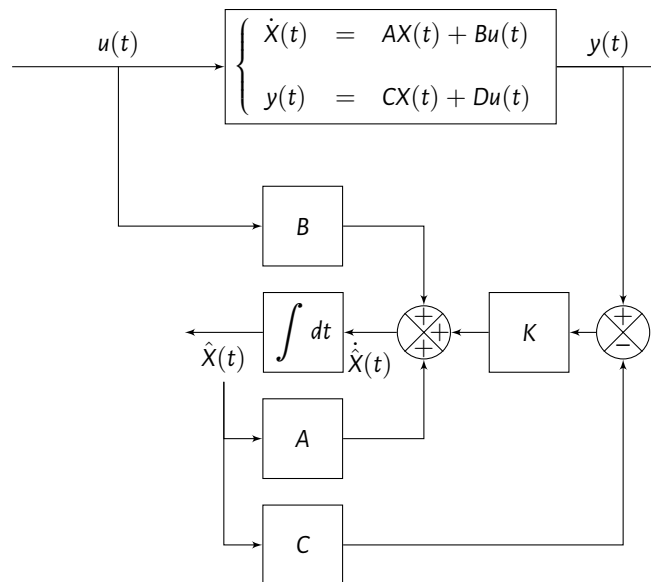 u(t)
Ẋ(t) = AX(t) + Bu(t)
y(t) = CX(t) + Du(t)
y(t)
B
∫ dt
+
+
+
K
+
−
X̂(t)
X̂̇(t)
A
C